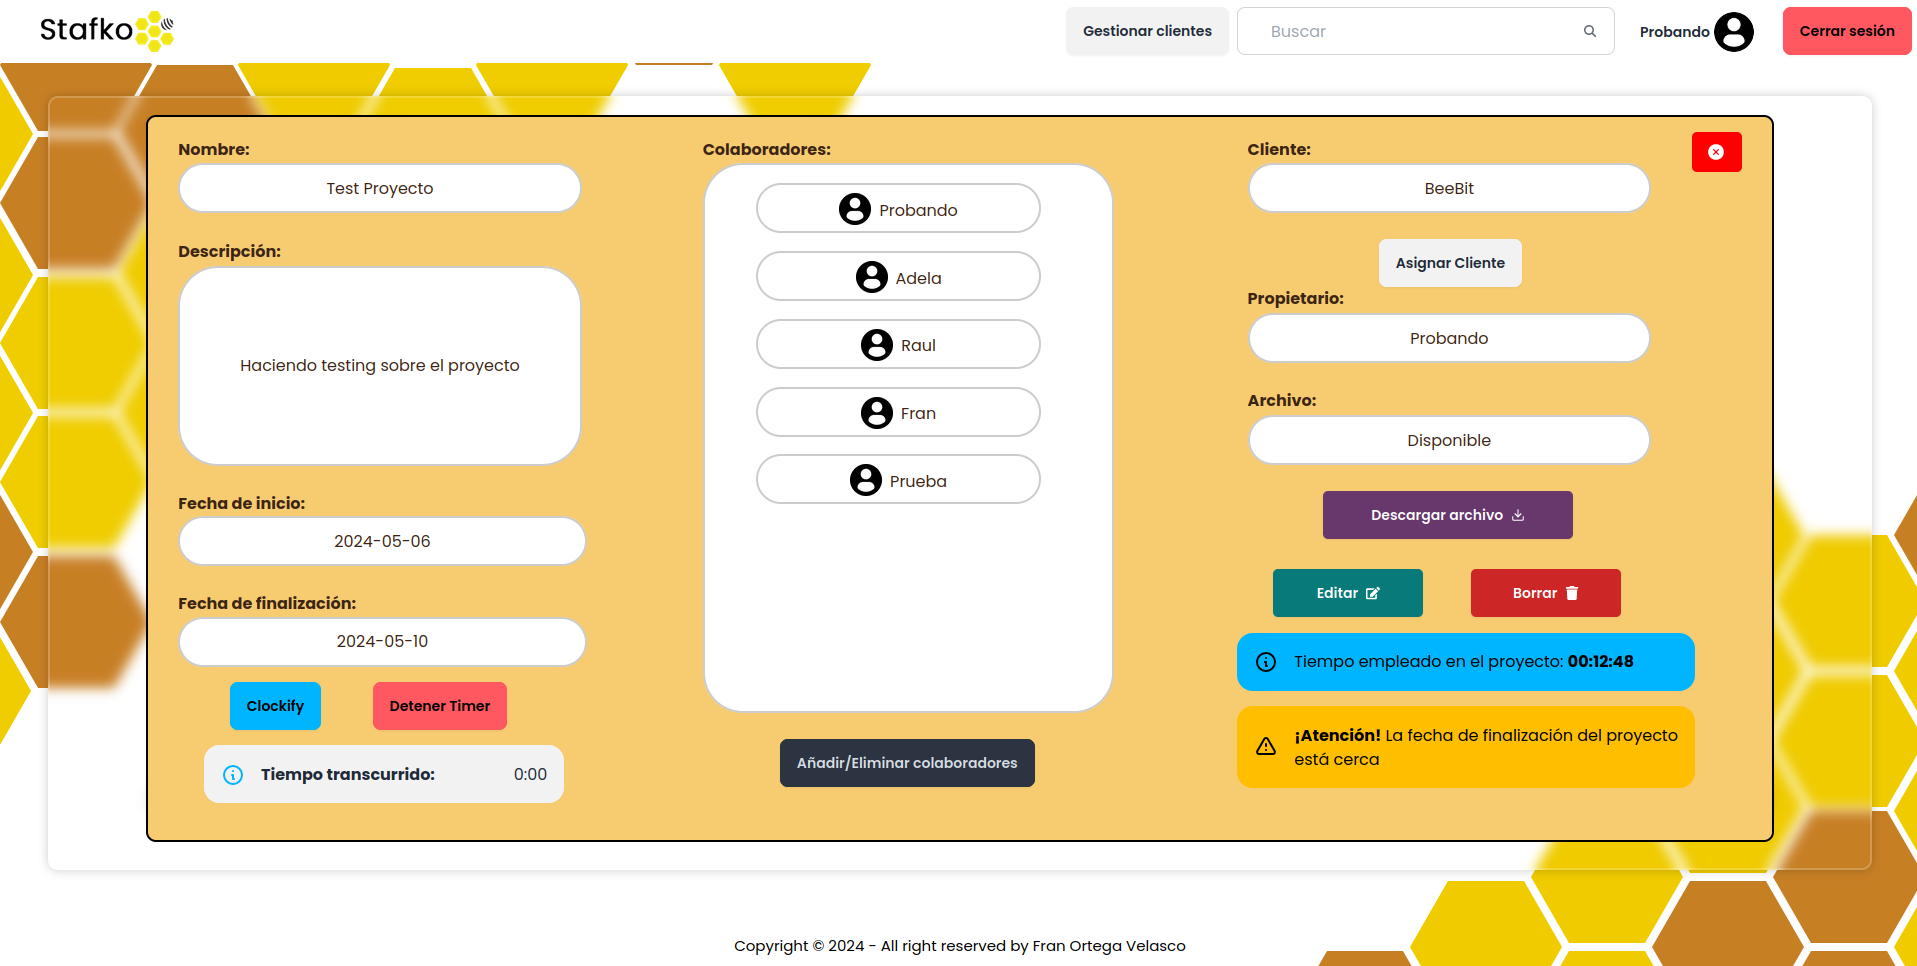 Stafko
Gestionar clientes
Buscar
Probando
Cerrar sesión
Nombre:
Test Proyecto
Descripción:
Haciendo testing sobre el proyecto
Fecha de inicio:
2024-05-06
Fecha de finalización:
2024-05-10
Clockify
Detener Timer
Tiempo transcurrido: 0:00
Colaboradores:
Probando
Adela
Raul
Fran
Prueba
Añadir/Eliminar colaboradores
Cliente:
BeeBit
Asignar Cliente
Propietario:
Probando
Archivo:
Disponible
Descargar archivo
Editar
Borrar
Tiempo empleado en el proyecto: 00:12:48
¡Atención! La fecha de finalización del proyecto
está cerca
Copyright © 2024 - All right reserved by Fran Ortega Velasco